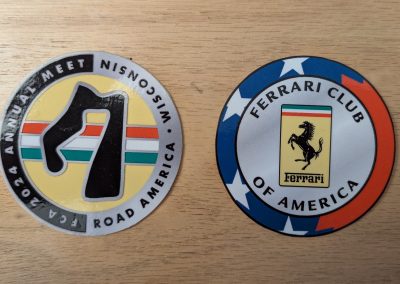 FCA 2024 ANNUAL MEET
ROAD AMERICA • WISCONSIN
FERRARI CLUB
OF AMERICA
Ferrari